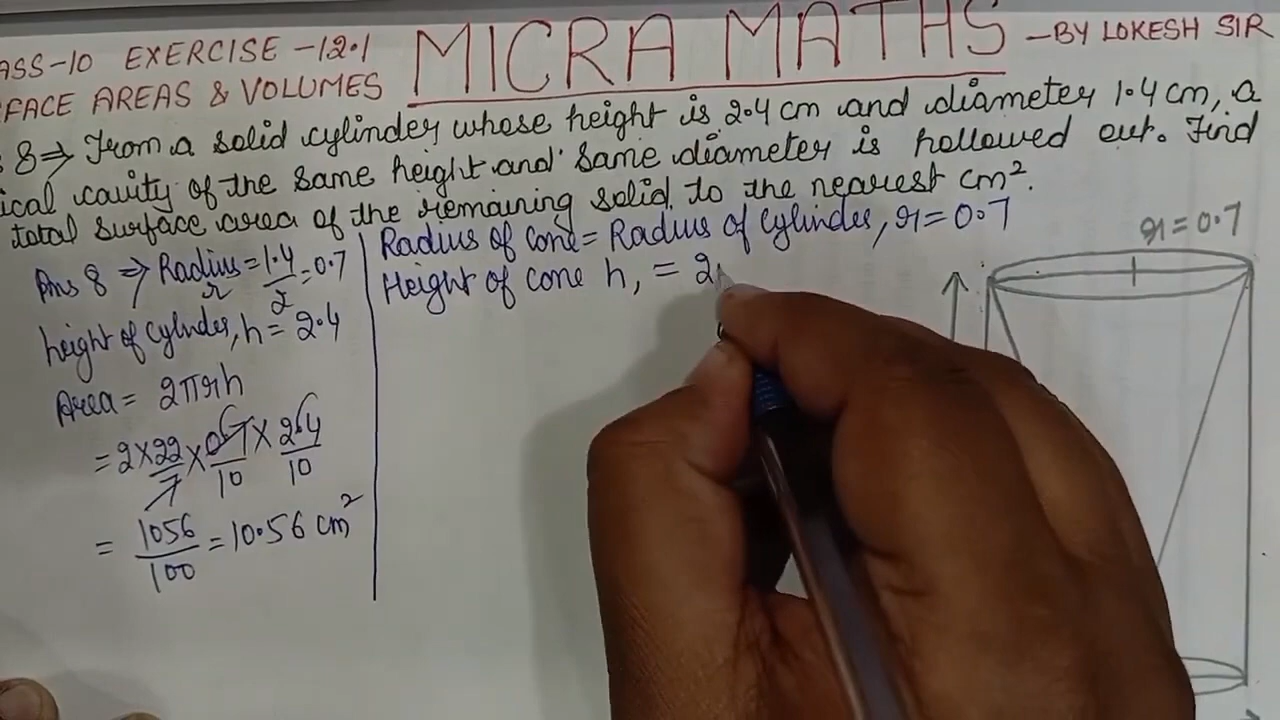 ASS-10 EXERCISE -12.1
MICRA MATHS
-BY LOKESH SIR
FACE AREAS & VOLUMES
8⇒ From a solid cylinder, whose height is 2.4 cm and diameter 1.4 cm, a
ical cavity of the same height and same diameter is hollowed out. Find
total surface area of the remaining solid to the nearest cm².
Ans 8 ⇒ Radius r = 1.4/2 = 0.7
height of cylinder, h = 2.4
Area = 2πrh
= 2 × 22/7 × 07/10 × 24/10
= 1056/100 = 10.56 cm²
Radius of cone = Radius of cylinder, r = 0.7
Height of cone h, = 2.
r = 0.7